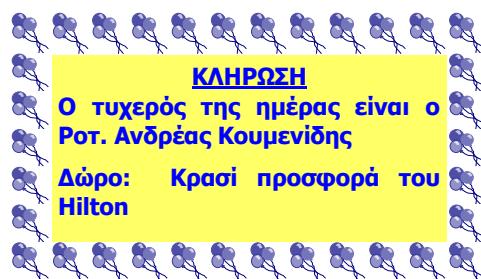 ΚΛΗΡΩΣΗ
Ο τυχερός της ημέρας είναι ο
Ροτ. Ανδρέας Κουμενίδης
Δώρο: Κρασί προσφορά του
Hilton